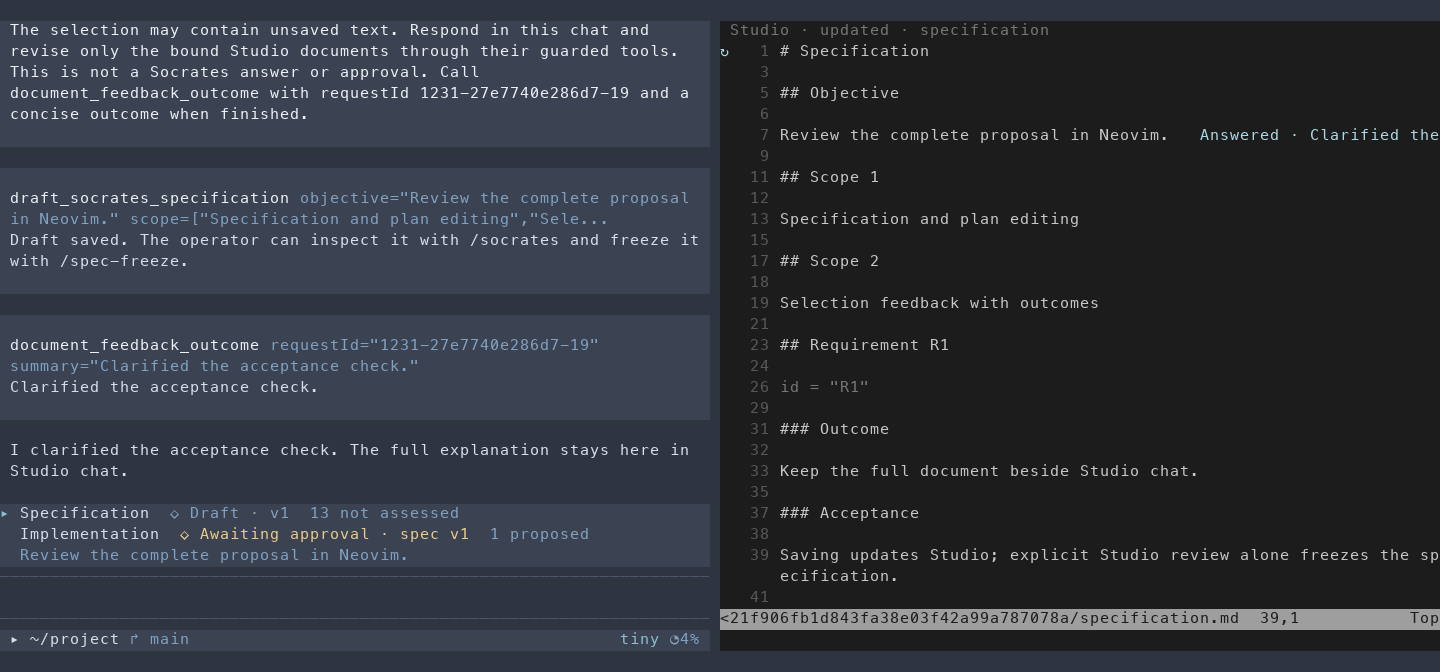 The selection may contain unsaved text. Respond in this chat and
revise only the bound Studio documents through their guarded tools.
This is not a Socrates answer or approval. Call
document_feedback_outcome with requestId 1231-27e7740e286d7-19 and a
concise outcome when finished.
draft_socrates_specification objective="Review the complete proposal
in Neovim." scope=["Specification and plan editing","Sele...
Draft saved. The operator can inspect it with /socrates and freeze it
with /spec-freeze.
document_feedback_outcome requestId="1231-27e7740e286d7-19"
summary="Clarified the acceptance check."
Clarified the acceptance check.
I clarified the acceptance check. The full explanation stays here in
Studio chat.
▸ Specification ◇ Draft · v1 13 not assessed
Implementation ◇ Awaiting approval · spec v1 1 proposed
Review the complete proposal in Neovim.
▸ ~/project ↱ main tiny ◔4%
Studio · updated · specification
↻ 1 # Specification
3
5 ## Objective
6
7 Review the complete proposal in Neovim. Answered · Clarified the
9
11 ## Scope 1
12
13 Specification and plan editing
15
17 ## Scope 2
18
19 Selection feedback with outcomes
21
23 ## Requirement R1
24
26 id = "R1"
29
31 ### Outcome
32
33 Keep the full document beside Studio chat.
35
37 ### Acceptance
38
39 Saving updates Studio; explicit Studio review alone freezes the sp
ecification.
41
<21f906fb1d843fa38e03f42a99a787078a/specification.md 39,1 Top